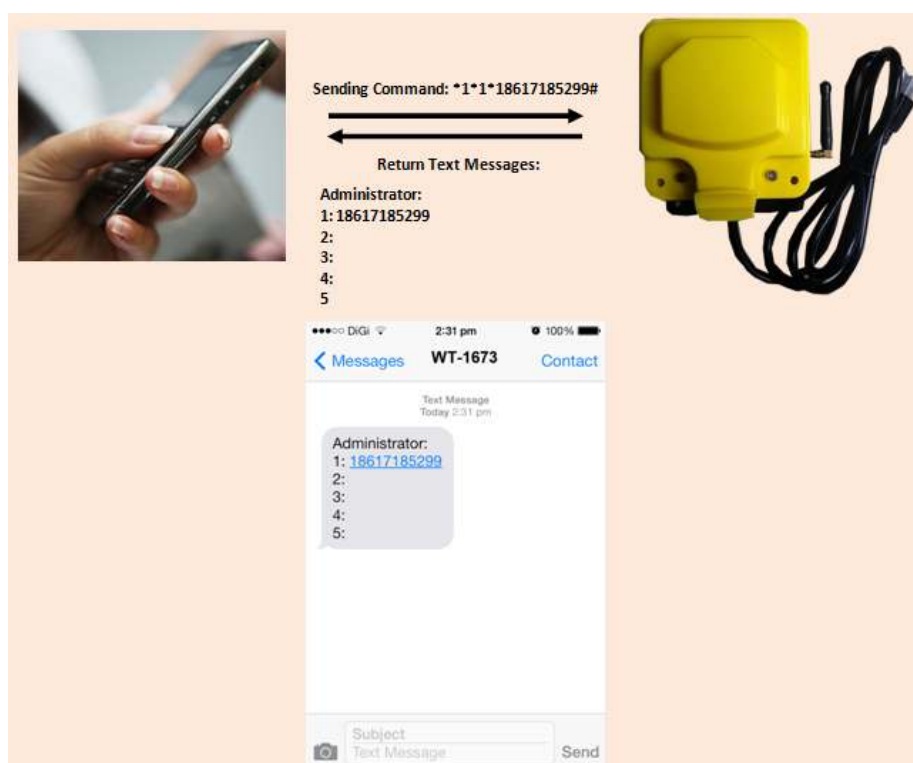 Sending Command: *1*1*18617185299#
Return Text Messages:
Administrator:
1: 18617185299
2:
3:
4:
5
●●●○○ DiGi 2:31 pm 100%
Messages WT-1673 Contact
Text Message
Today 2:31 pm
Administrator:
1: 18617185299
2:
3:
4:
5:
Subject
Text Message Send